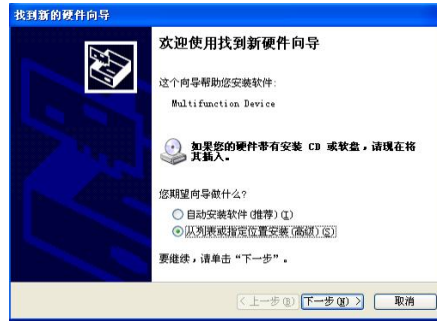 找到新的硬件向导
欢迎使用找到新硬件向导
这个向导帮助您安装软件:
Multifunction Device
如果您的硬件带有安装 CD 或软盘，请现在将
其插入。
您期望向导做什么?
自动安装软件(推荐)(I)
从列表或指定位置安装(高级)(S)
要继续，请单击“下一步”。
< 上一步(B) 下一步(N) > 取消